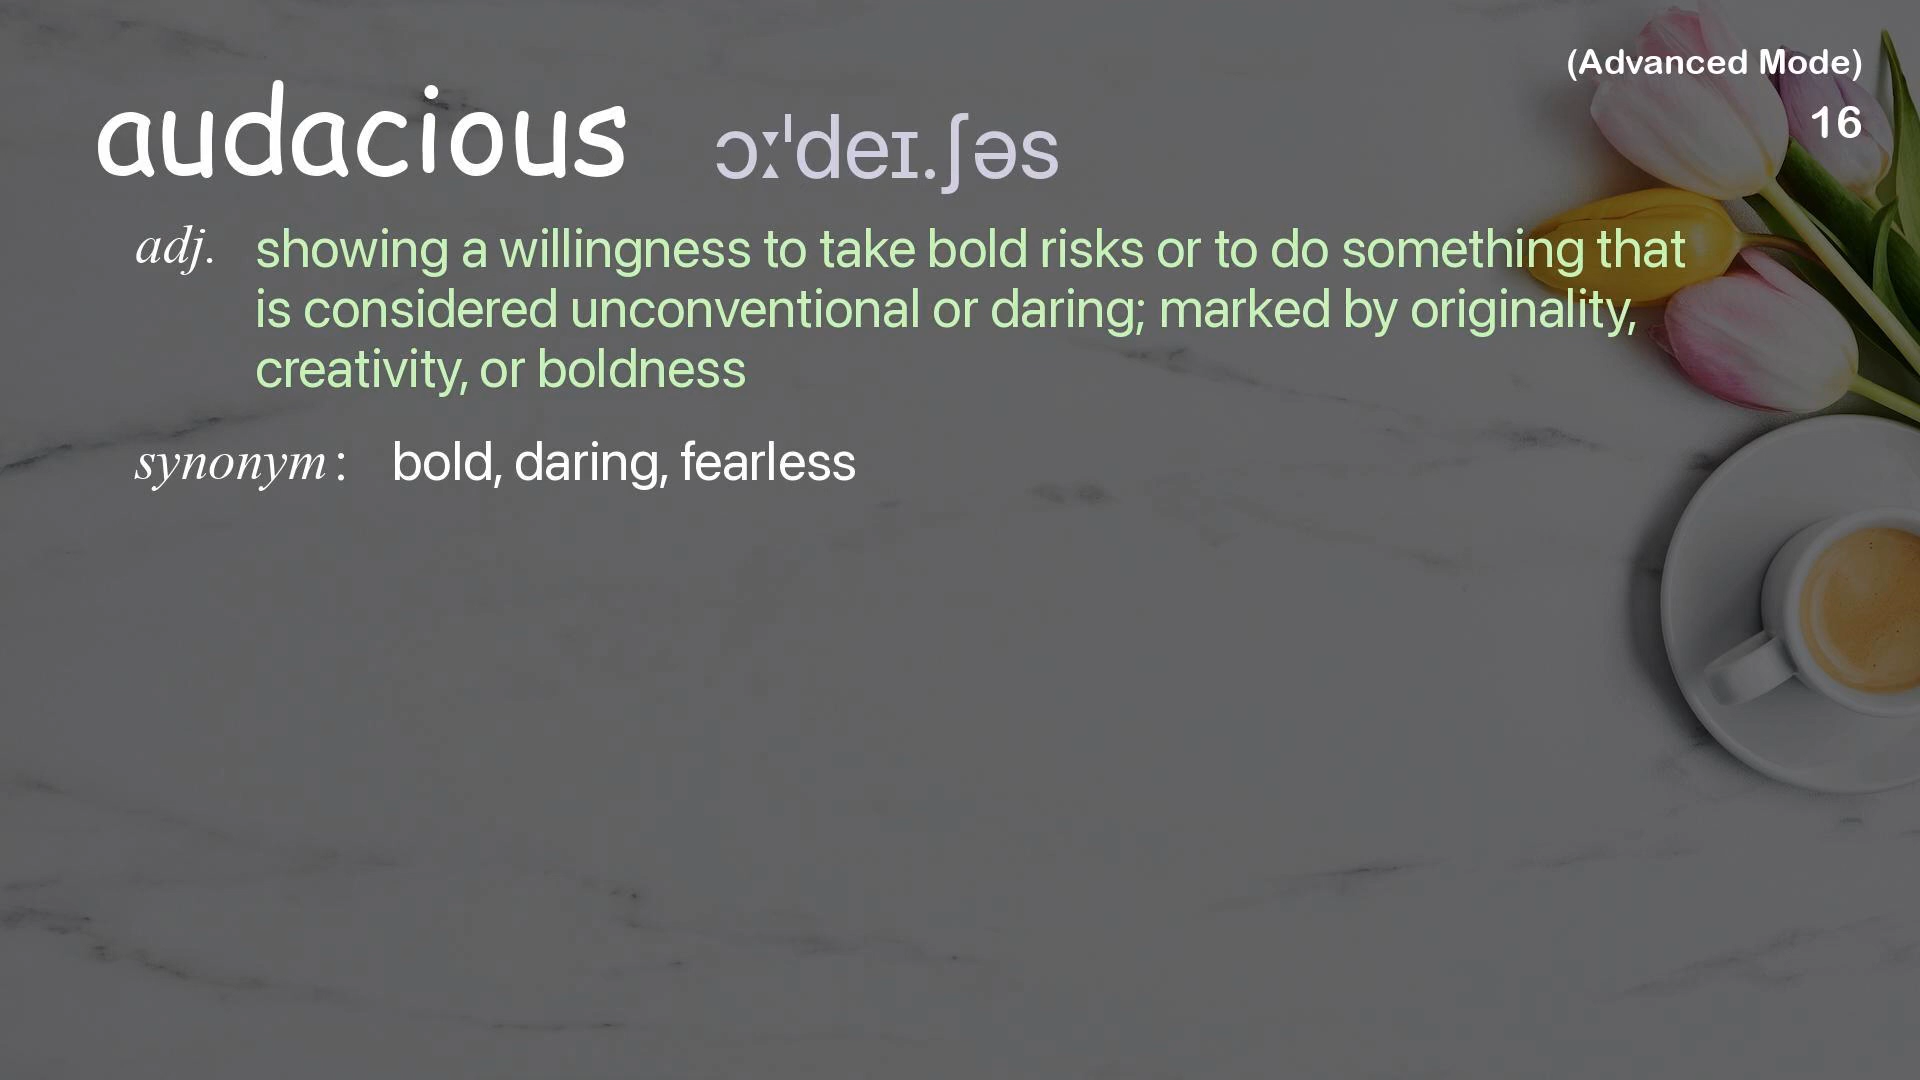 (Advanced Mode)
16
audacious ɔːˈdeɪ.ʃəs
adj. showing a willingness to take bold risks or to do something that
is considered unconventional or daring; marked by originality,
creativity, or boldness
synonym: bold, daring, fearless